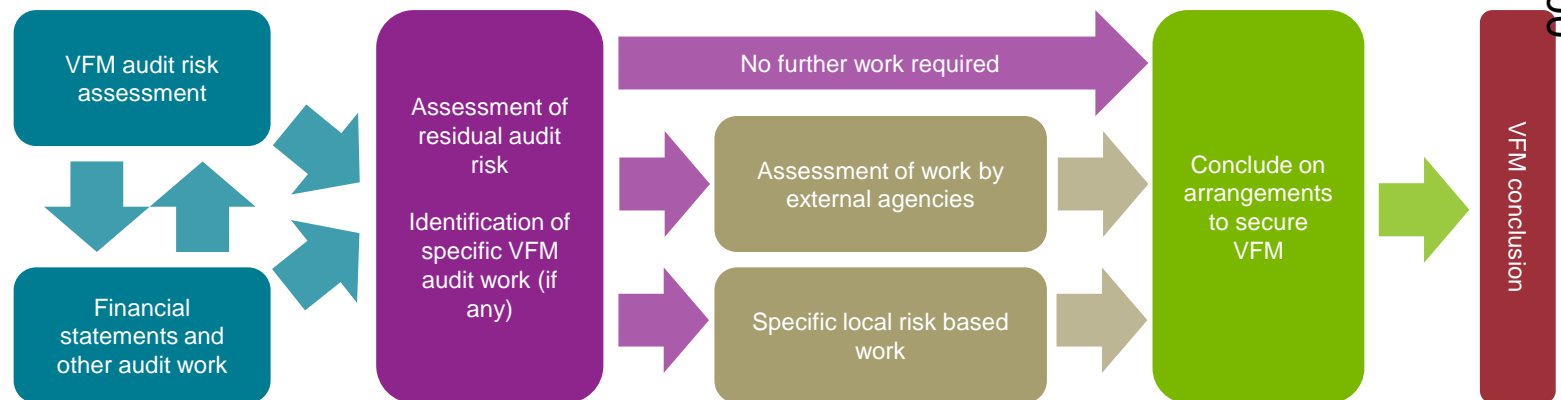 VFM audit risk
assessment
Financial
statements and
other audit work
Assessment of
residual audit
risk
Identification of
specific VFM
audit work (if
any)
No further work required
Assessment of work by
external agencies
Specific local risk based
work
Conclude on
arrangements
to secure
VFM
VFM conclusion